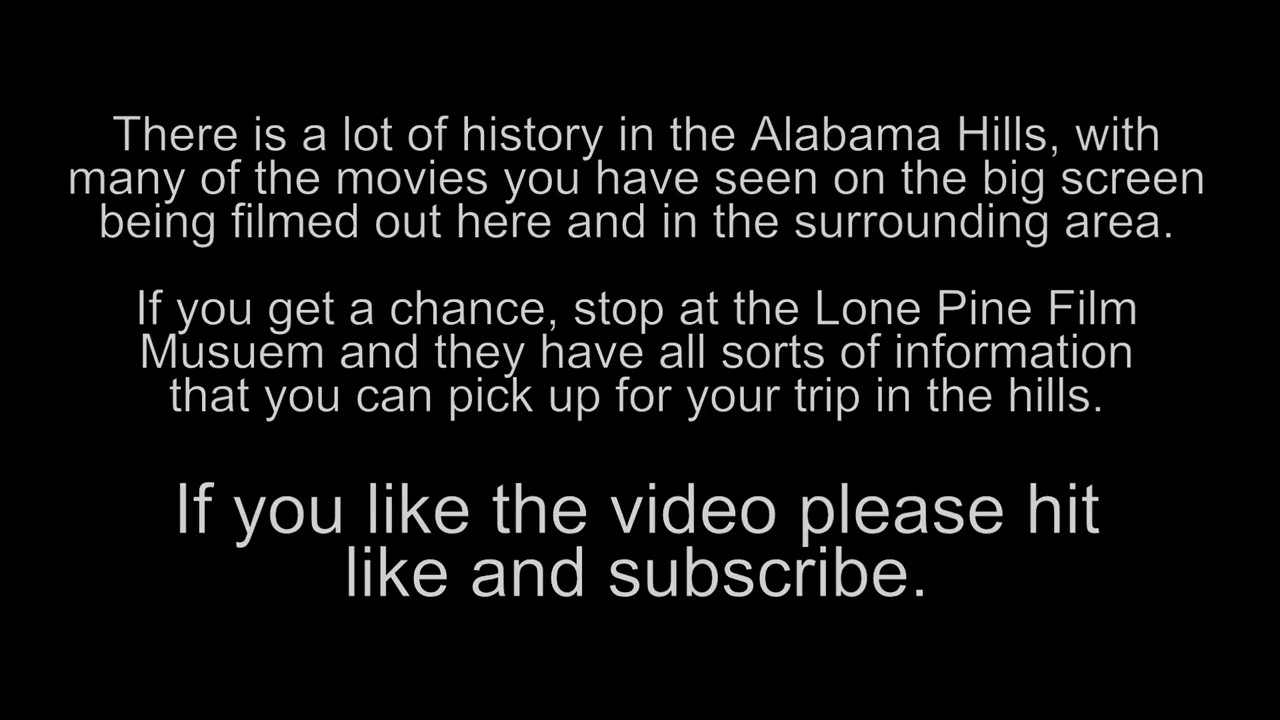 There is a lot of history in the Alabama Hills, with
many of the movies you have seen on the big screen
being filmed out here and in the surrounding area.
If you get a chance, stop at the Lone Pine Film
Musuem and they have all sorts of information
that you can pick up for your trip in the hills.
If you like the video please hit
like and subscribe.